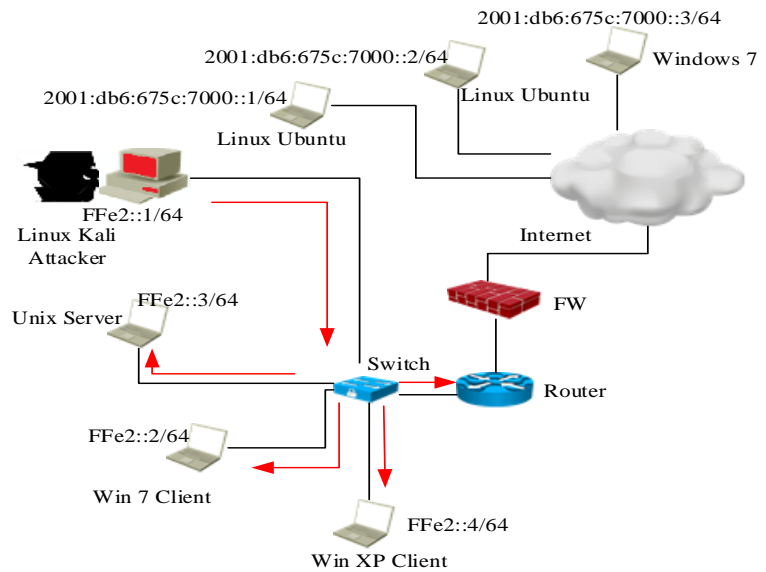 2001:db6:675c:7000::3/64
Windows 7
2001:db6:675c:7000::2/64
Linux Ubuntu
2001:db6:675c:7000::1/64
Linux Ubuntu
FFe2::1/64
Linux Kali
Attacker
Internet
FW
FFe2::3/64
Unix Server
Switch
Router
FFe2::2/64
Win 7 Client
FFe2::4/64
Win XP Client